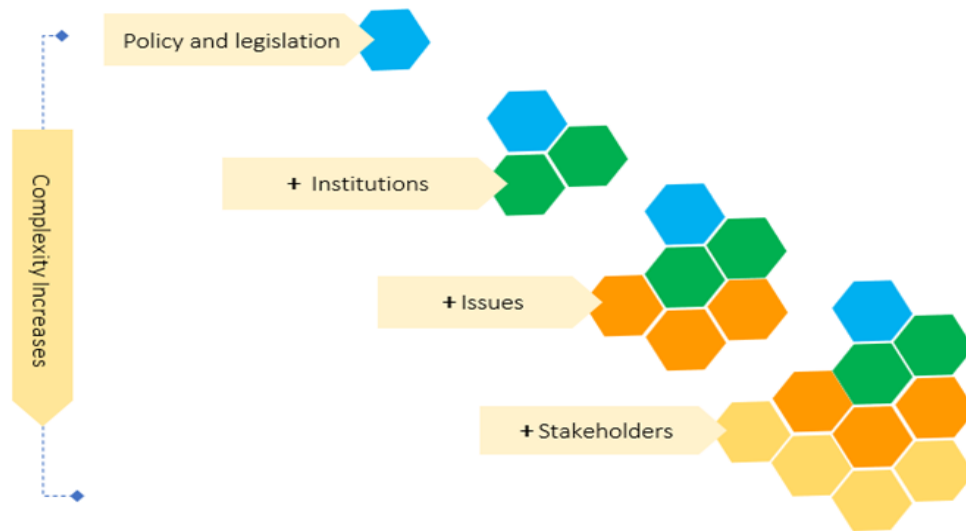 Policy and legislation
+ Institutions
+ Issues
+ Stakeholders
Complexity Increases